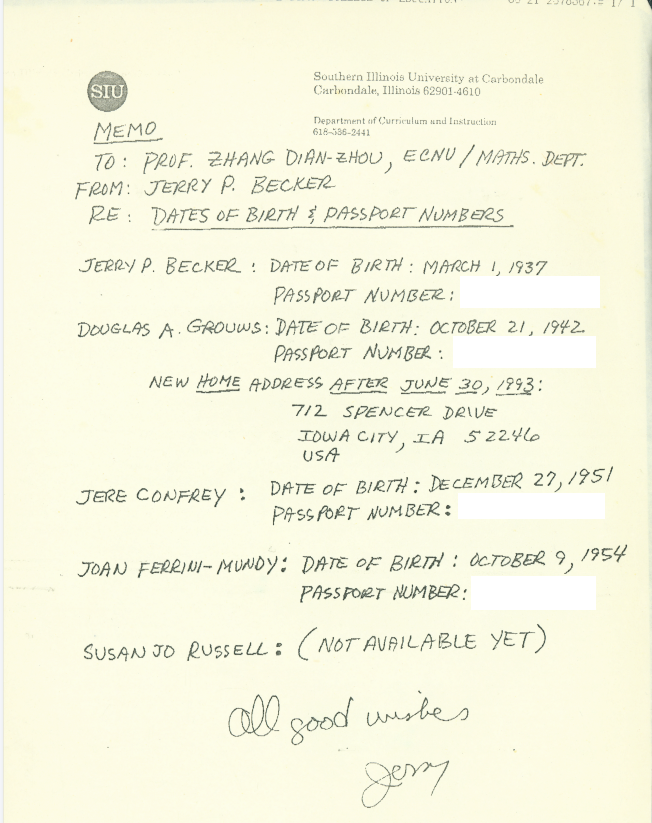 SIU
Southern Illinois University at Carbondale
Carbondale, Illinois 62901-4610
Department of Curriculum and Instruction
618-536-2441
MEMO
TO: PROF. ZHANG DIAN-ZHOU, ECNU / MATHS. DEPT.
FROM: JERRY P. BECKER
RE: DATES OF BIRTH & PASSPORT NUMBERS
JERRY P. BECKER : DATE OF BIRTH : MARCH 1, 1937
PASSPORT NUMBER:
DOUGLAS A. GROUWS: DATE OF BIRTH: OCTOBER 21, 1942
PASSPORT NUMBER :
NEW HOME ADDRESS AFTER JUNE 30, 1993:
712 SPENCER DRIVE
IOWA CITY, IA 52246
USA
JERE CONFREY : DATE OF BIRTH: DECEMBER 27, 1951
PASSPORT NUMBER:
JOAN FERRINI-MUNDY: DATE OF BIRTH : OCTOBER 9, 1954
PASSPORT NUMBER:
SUSAN JO RUSSELL: (NOT AVAILABLE YET)
All good wishes
Jerry